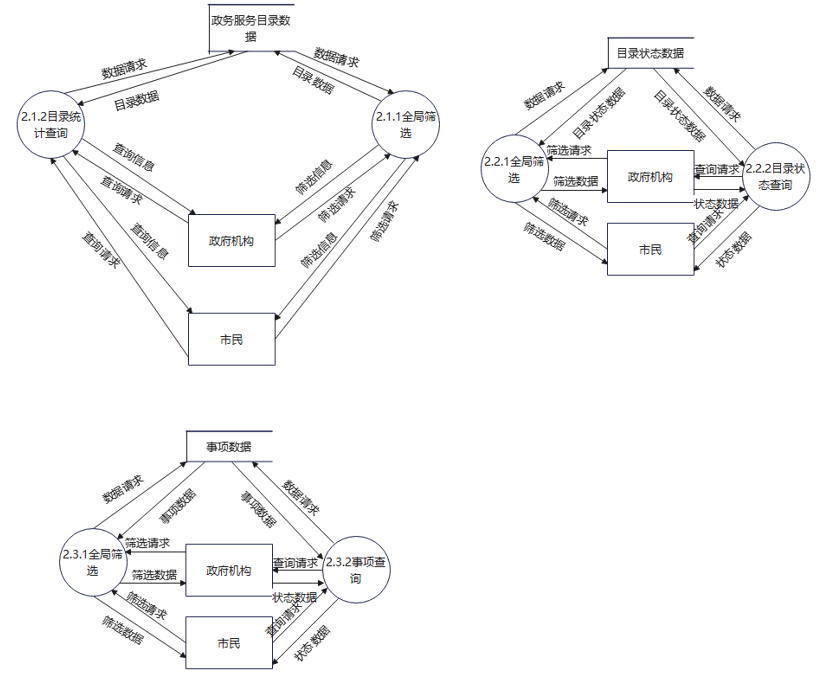 政务服务目录数
据
数据请求
目录数据
数据请求
目录数据
2.1.2目录统
计查询
2.1.1全局筛
选
查询信息
查询请求
筛选信息
筛选请求
政府机构
查询信息
查询请求
筛选信息
筛选请求
市民
目录状态数据
数据请求
目录状态数据
目录状态数据
数据请求
2.2.1全局筛
选
筛选请求
筛选数据
政府机构
查询请求
状态数据
2.2.2目录状
态查询
筛选请求
筛选数据
市民
查询请求
状态数据
事项数据
数据请求
事项数据
事项数据
数据请求
2.3.1全局筛
选
筛选请求
筛选数据
政府机构
查询请求
状态数据
2.3.2事项查
询
筛选请求
筛选数据
市民
查询请求
状态数据